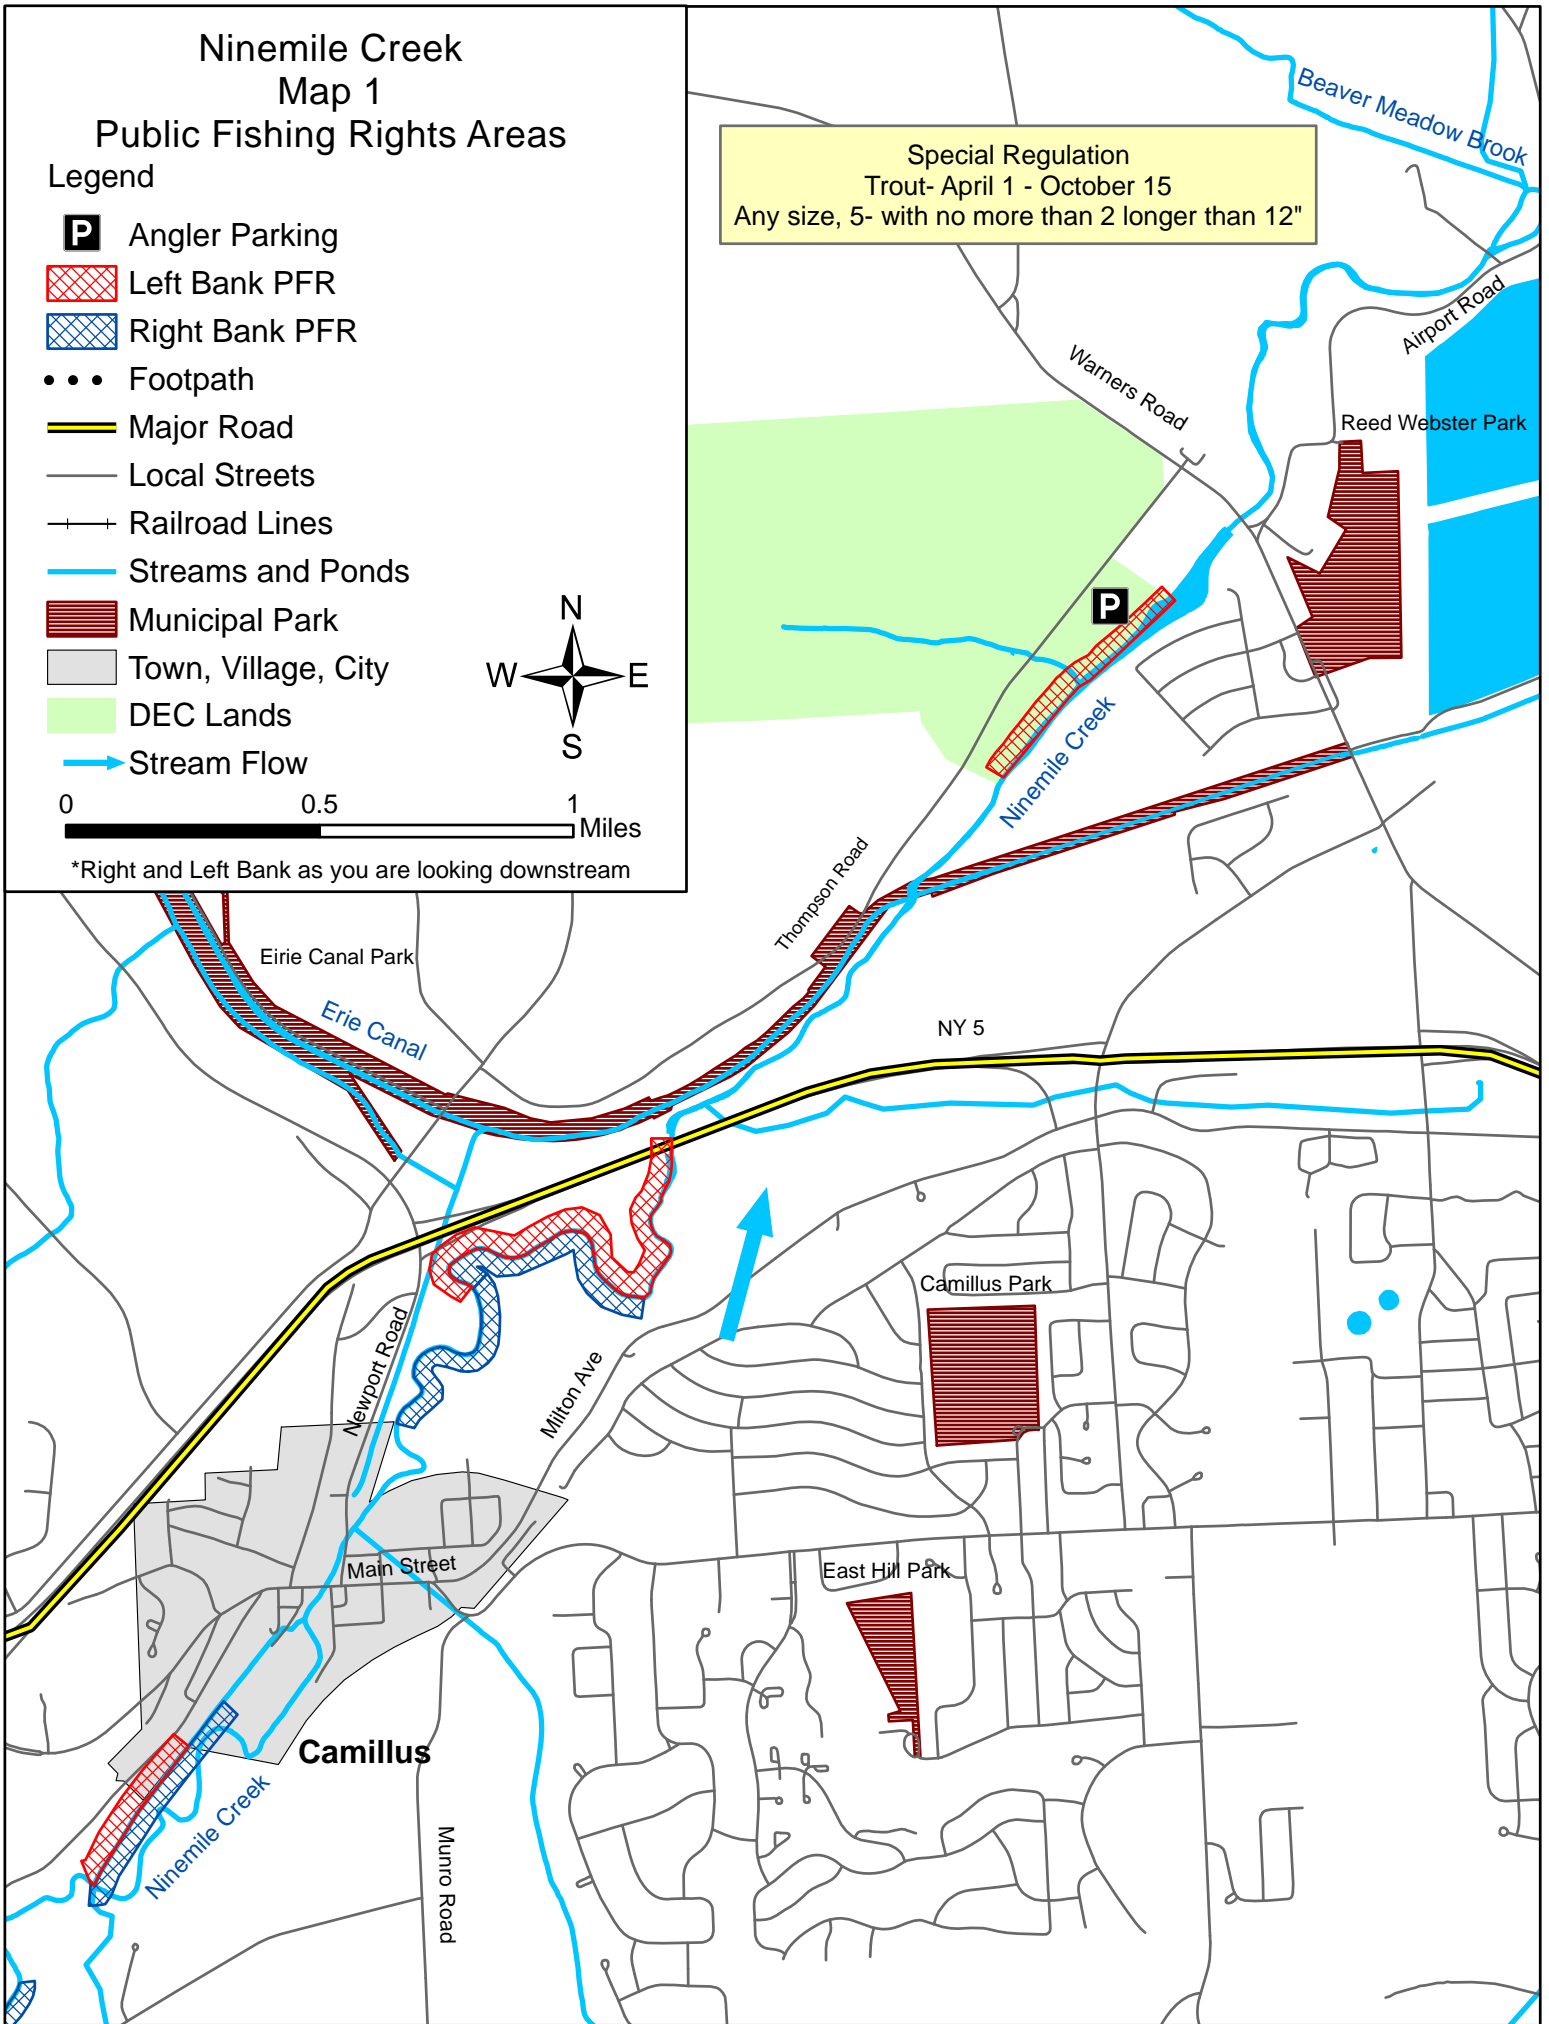 Ninemile Creek
Map 1
Public Fishing Rights Areas
Legend
P Angler Parking
Left Bank PFR
Right Bank PFR
Footpath
Major Road
Local Streets
Railroad Lines
Streams and Ponds
Municipal Park
Town, Village, City
DEC Lands
Stream Flow
N
W E
S
0 0.5 1
Miles
*Right and Left Bank as you are looking downstream
Special Regulation
Trout- April 1 - October 15
Any size, 5- with no more than 2 longer than 12"
Beaver Meadow Brook
Airport Road
Warners Road
Reed Webster Park
P
Ninemile Creek
Thompson Road
Eirie Canal Park
Erie Canal
NY 5
Camillus Park
Newport Road
Milton Ave
Main Street
East Hill Park
Camillus
Ninemile Creek
Munro Road